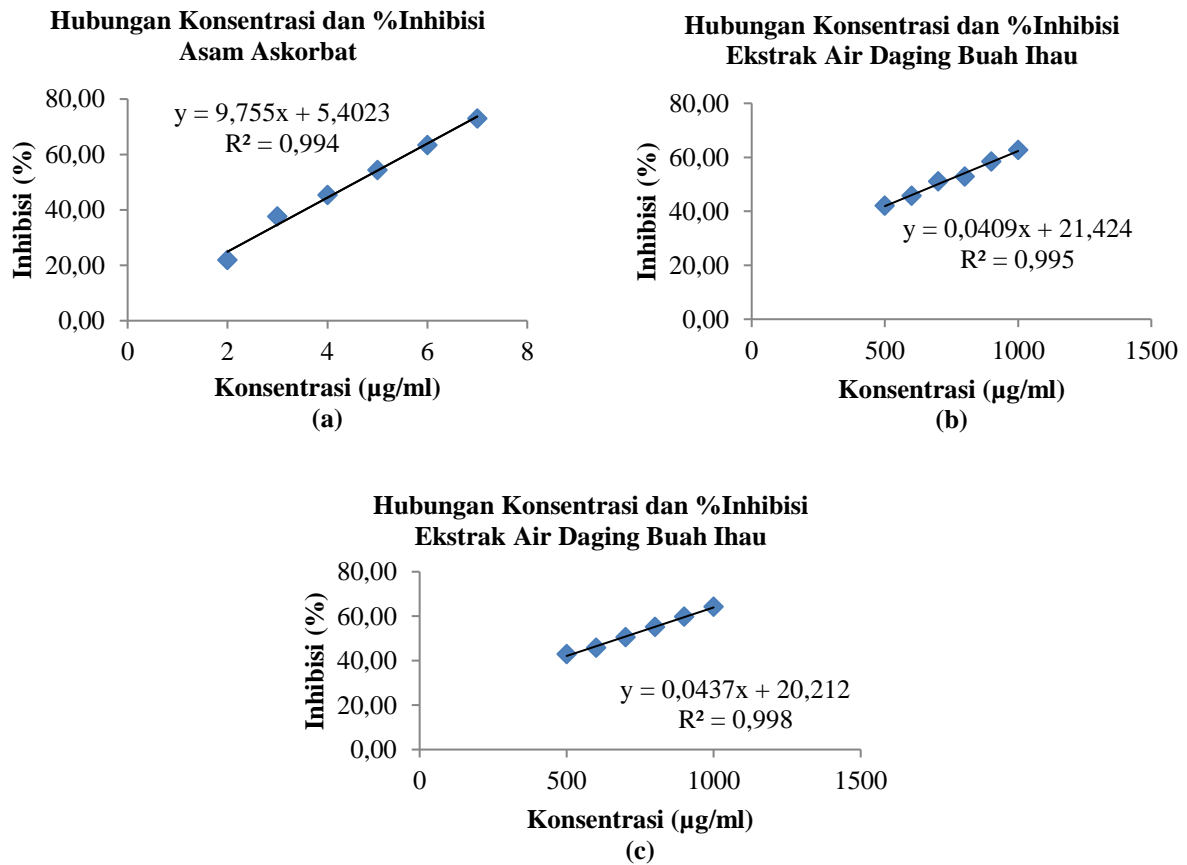 Hubungan Konsentrasi dan %Inhibisi
Asam Askorbat
80,00
60,00
40,00
20,00
0,00
Inhibisi (%)
y = 9,755x + 5,4023
R² = 0,994
0 2 4 6 8
Konsentrasi (µg/ml)
(a)
Hubungan Konsentrasi dan %Inhibisi
Ekstrak Air Daging Buah Ihau
80,00
60,00
40,00
20,00
0,00
Inhibisi (%)
y = 0,0409x + 21,424
R² = 0,995
0 500 1000 1500
Konsentrasi (µg/ml)
(b)
Hubungan Konsentrasi dan %Inhibisi
Ekstrak Air Daging Buah Ihau
80,00
60,00
40,00
20,00
0,00
Inhibisi (%)
y = 0,0437x + 20,212
R² = 0,998
0 500 1000 1500
Konsentrasi (µg/ml)
(c)